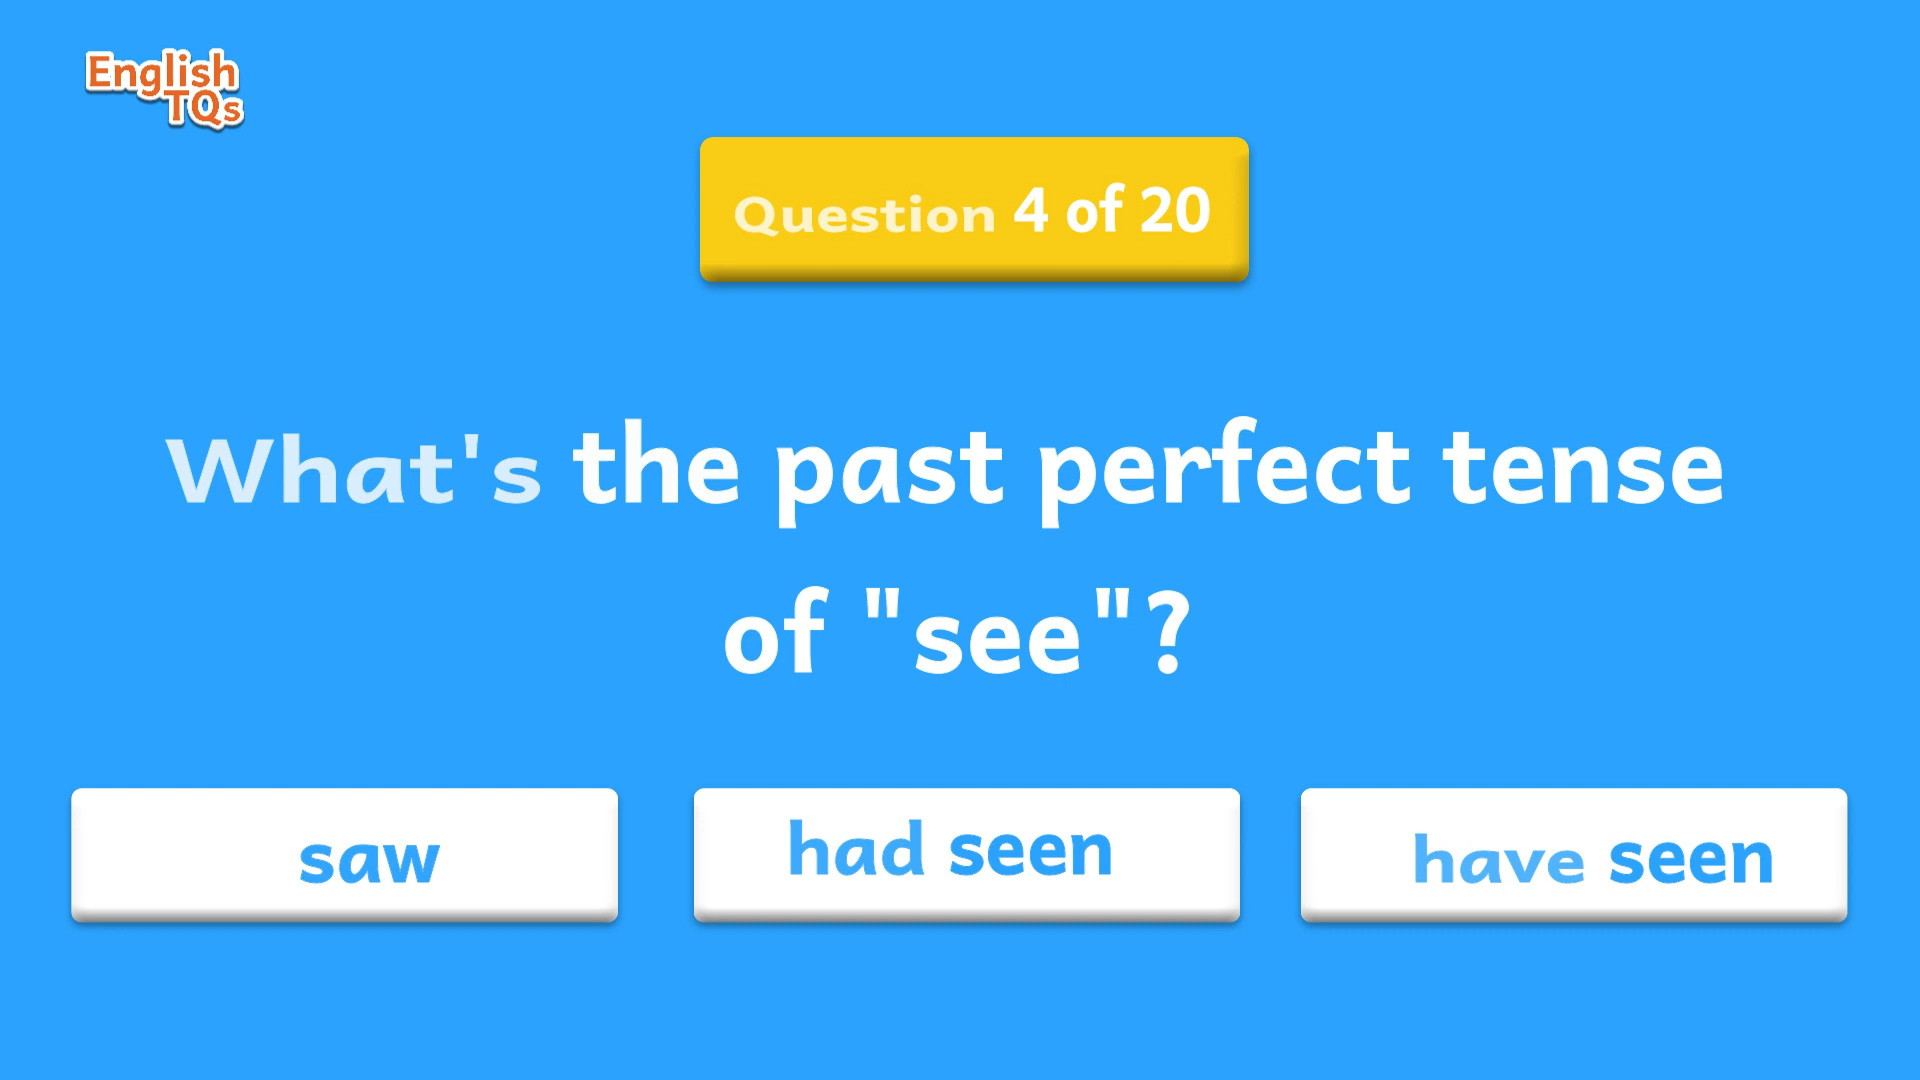 English
TQs
Question 4 of 20
What's the past perfect tense
of "see"?
saw
had seen
have seen